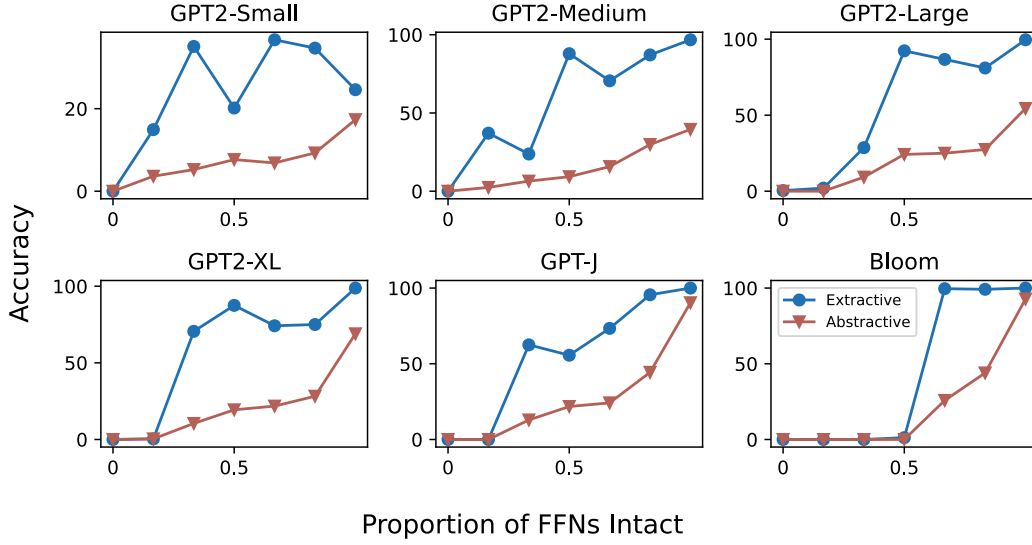 GPT2-Small
GPT2-Medium
GPT2-Large
20
0
0
0.5
100
50
0
0
0.5
100
50
0
0
0.5
Accuracy
GPT2-XL
GPT-J
Bloom
100
50
0
0
0.5
100
50
0
0
0.5
100
50
0
0
0.5
Extractive
Abstractive
Proportion of FFNs Intact